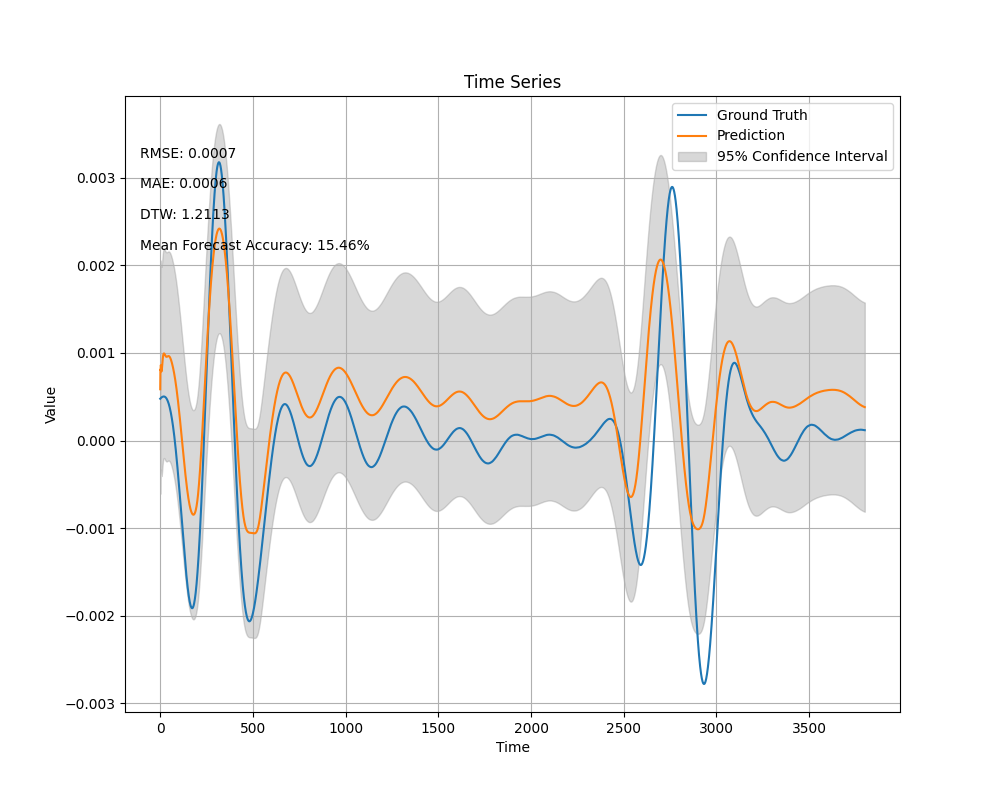 Time Series
Ground Truth
Prediction
95% Confidence Interval
RMSE: 0.0007
MAE: 0.0006
DTW: 1.2113
Mean Forecast Accuracy: 15.46%
0.003
0.002
0.001
0.000
−0.001
−0.002
−0.003
Value
0 500 1000 1500 2000 2500 3000 3500
Time